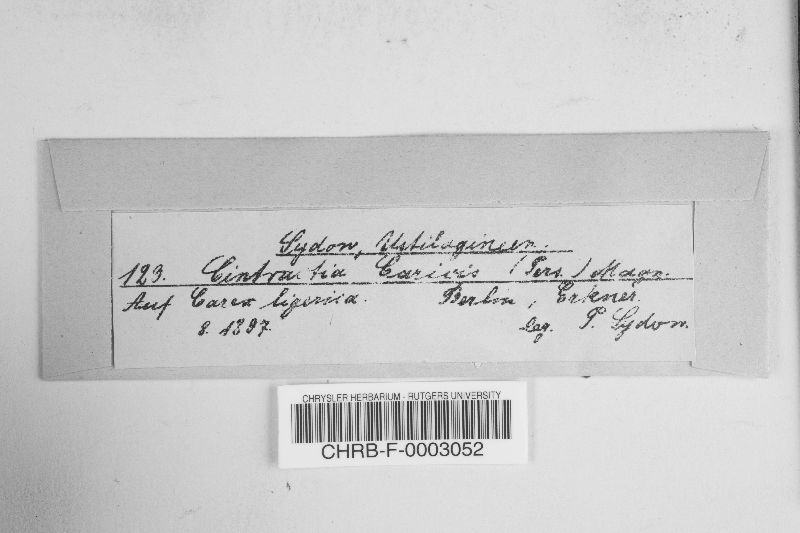 Sydow, Ustilagineen.
123. Cintractia Caricis (Pers.) Magn.
Auf Carex ligerica. Berlin, Erkner.
8. 1897. leg. P. Sydow.
CHRYSLER HERBARIUM - RUTGERS UNIVERSITY
CHRB-F-0003052